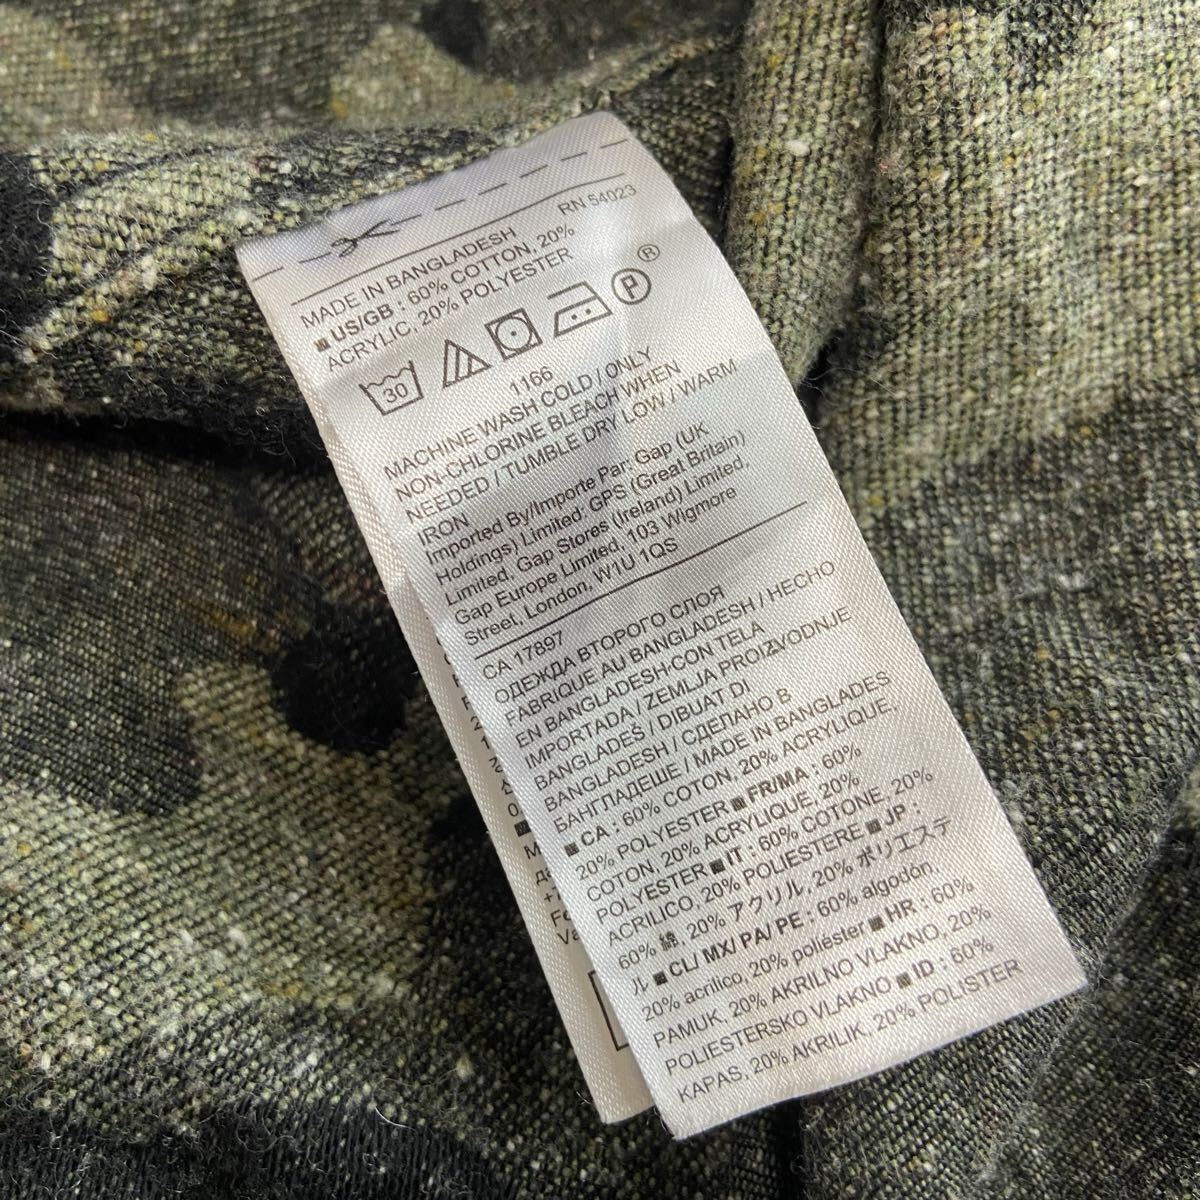 RN 54023
MADE IN BANGLADESH
■ US/GB : 60% COTTON, 20%
ACRYLIC, 20% POLYESTER
30
P
®
1166
MACHINE WASH COLD / ONLY
NON-CHLORINE BLEACH WHEN
NEEDED / TUMBLE DRY LOW / WARM
IRON
Imported By/Importe Par: Gap (UK
Holdings) Limited: GPS (Great Britain)
Limited, Gap Stores (Ireland) Limited,
Gap Europe Limited, 103 Wigmore
Street, London, W1U 1QS
CA 17897
ОДЕЖДА ВТОРОГО СЛОЯ
FABRIQUE AU BANGLADESH / HECHO
EN BANGLADESH-CON TELA
IMPORTADA / ZEMLJA PROIZVODNJE
BANGLADEŠ / DIBUAT DI
BANGLADESH / СДЕЛАНО В
БАНГЛАДЕШЕ / MADE IN BANGLADES
■ CA : 60% COTON, 20% ACRYLIQUE,
20% POLYESTER ■ FR/MA : 60%
COTON, 20% ACRYLIQUE, 20%
POLYESTER ■ IT : 60% COTONE, 20%
ACRILICO, 20% POLIESTERE ■ JP :
60% 綿, 20% アクリル, 20% ポリエステ
ル ■ CL/ MX/ PA/ PE : 60% algodón,
20% acrílico, 20% poliester ■ HR : 60%
PAMUK, 20% AKRILNO VLAKNO, 20%
POLIESTERSKO VLAKNO ■ ID : 60%
KAPAS, 20% AKRILIK, 20% POLISTER